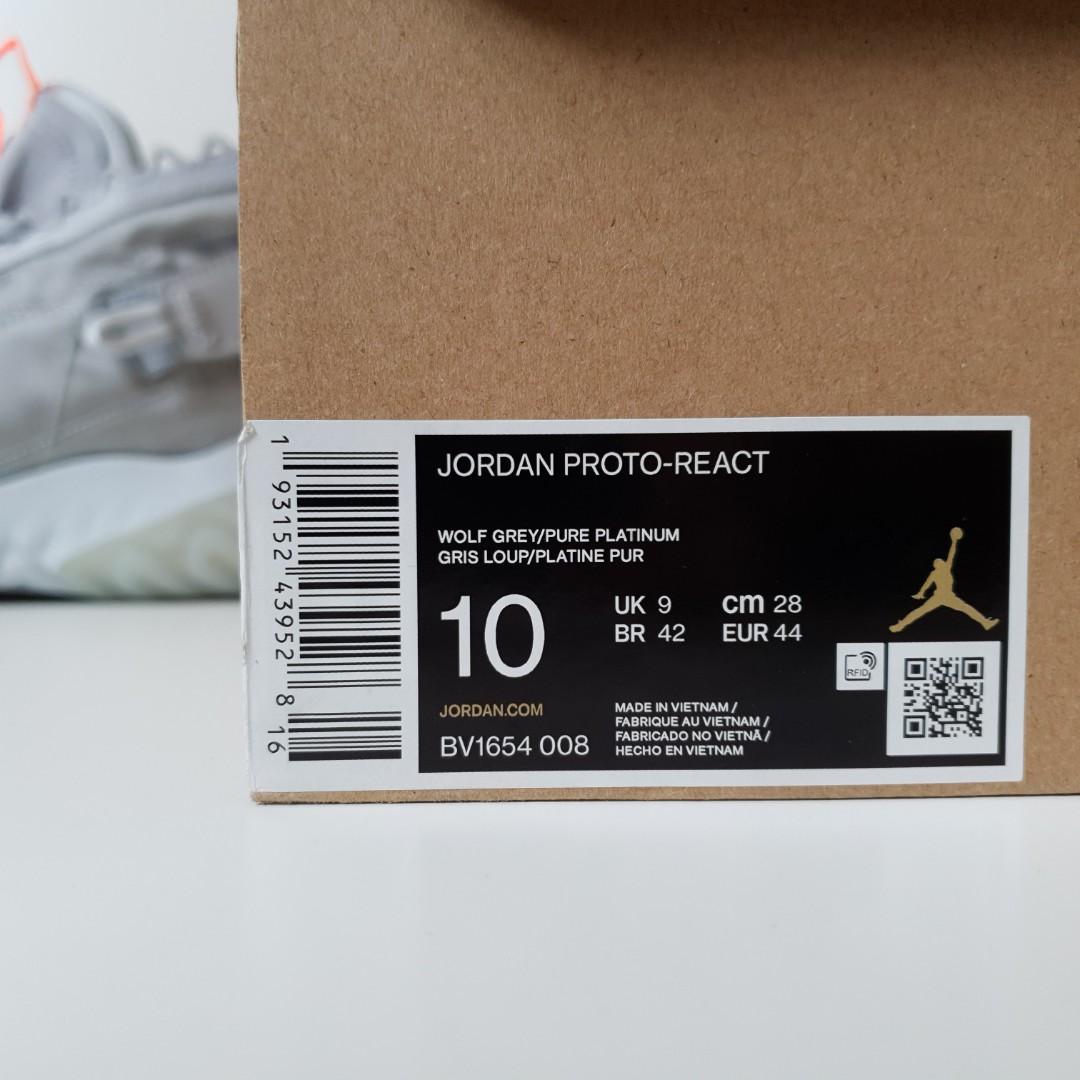 JORDAN PROTO-REACT
WOLF GREY/PURE PLATINUM
GRIS LOUP/PLATINE PUR
10
UK 9 cm 28
BR 42 EUR 44
JORDAN.COM
BV1654 008
MADE IN VIETNAM /
FABRIQUE AU VIETNAM /
FABRICADO NO VIETNÃ /
HECHO EN VIETNAM
RFID
1 93152 43952 8 16